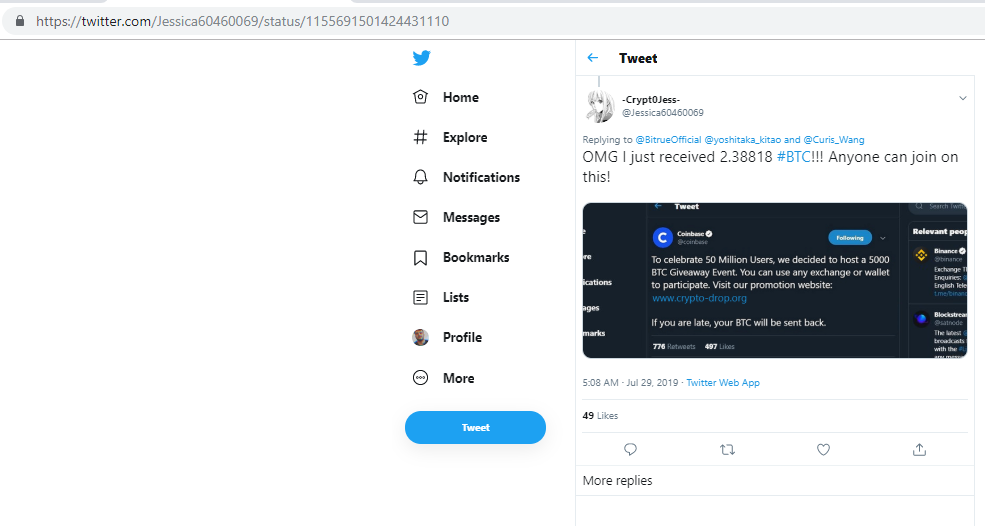 https://twitter.com/Jessica60460069/status/1155691501424431110
Home
Explore
Notifications
Messages
Bookmarks
Lists
Profile
More
Tweet
Tweet
-Crypt0Jess-
@Jessica60460069
Replying to @BitrueOfficial @yoshitaka_kitao and @Curis_Wang
OMG I just received 2.38818 #BTC!!! Anyone can join on
this!
Tweet
Search Twitte
Coinbase
@coinbase
Following
To celebrate 50 Million Users, we decided to host a 5000
BTC Giveaway Event. You can use any exchange or wallet
to participate. Visit our promotion website:
www.crypto-drop.org
If you are late, your BTC will be sent back.
776 Retweets 497 Likes
re
ications
ages
marks
Relevant peop
Binance
@binance
Exchange Th
Enquiries:
English Tele
t.me/binanc
Blockstream
@satnode
The latest
broadcasts
with the
any
5:08 AM · Jul 29, 2019 · Twitter Web App
49 Likes
More replies